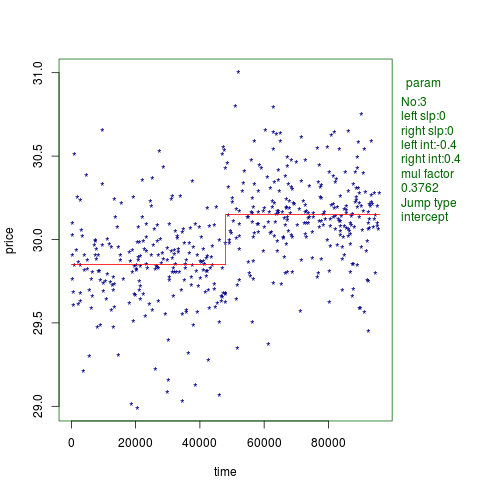 31.0
30.5
30.0
29.5
29.0
price
0
20000
40000
60000
80000
time
param
No:3
left slp:0
right slp:0
left int:-0.4
right int:0.4
mul factor
0.3762
Jump type
intercept